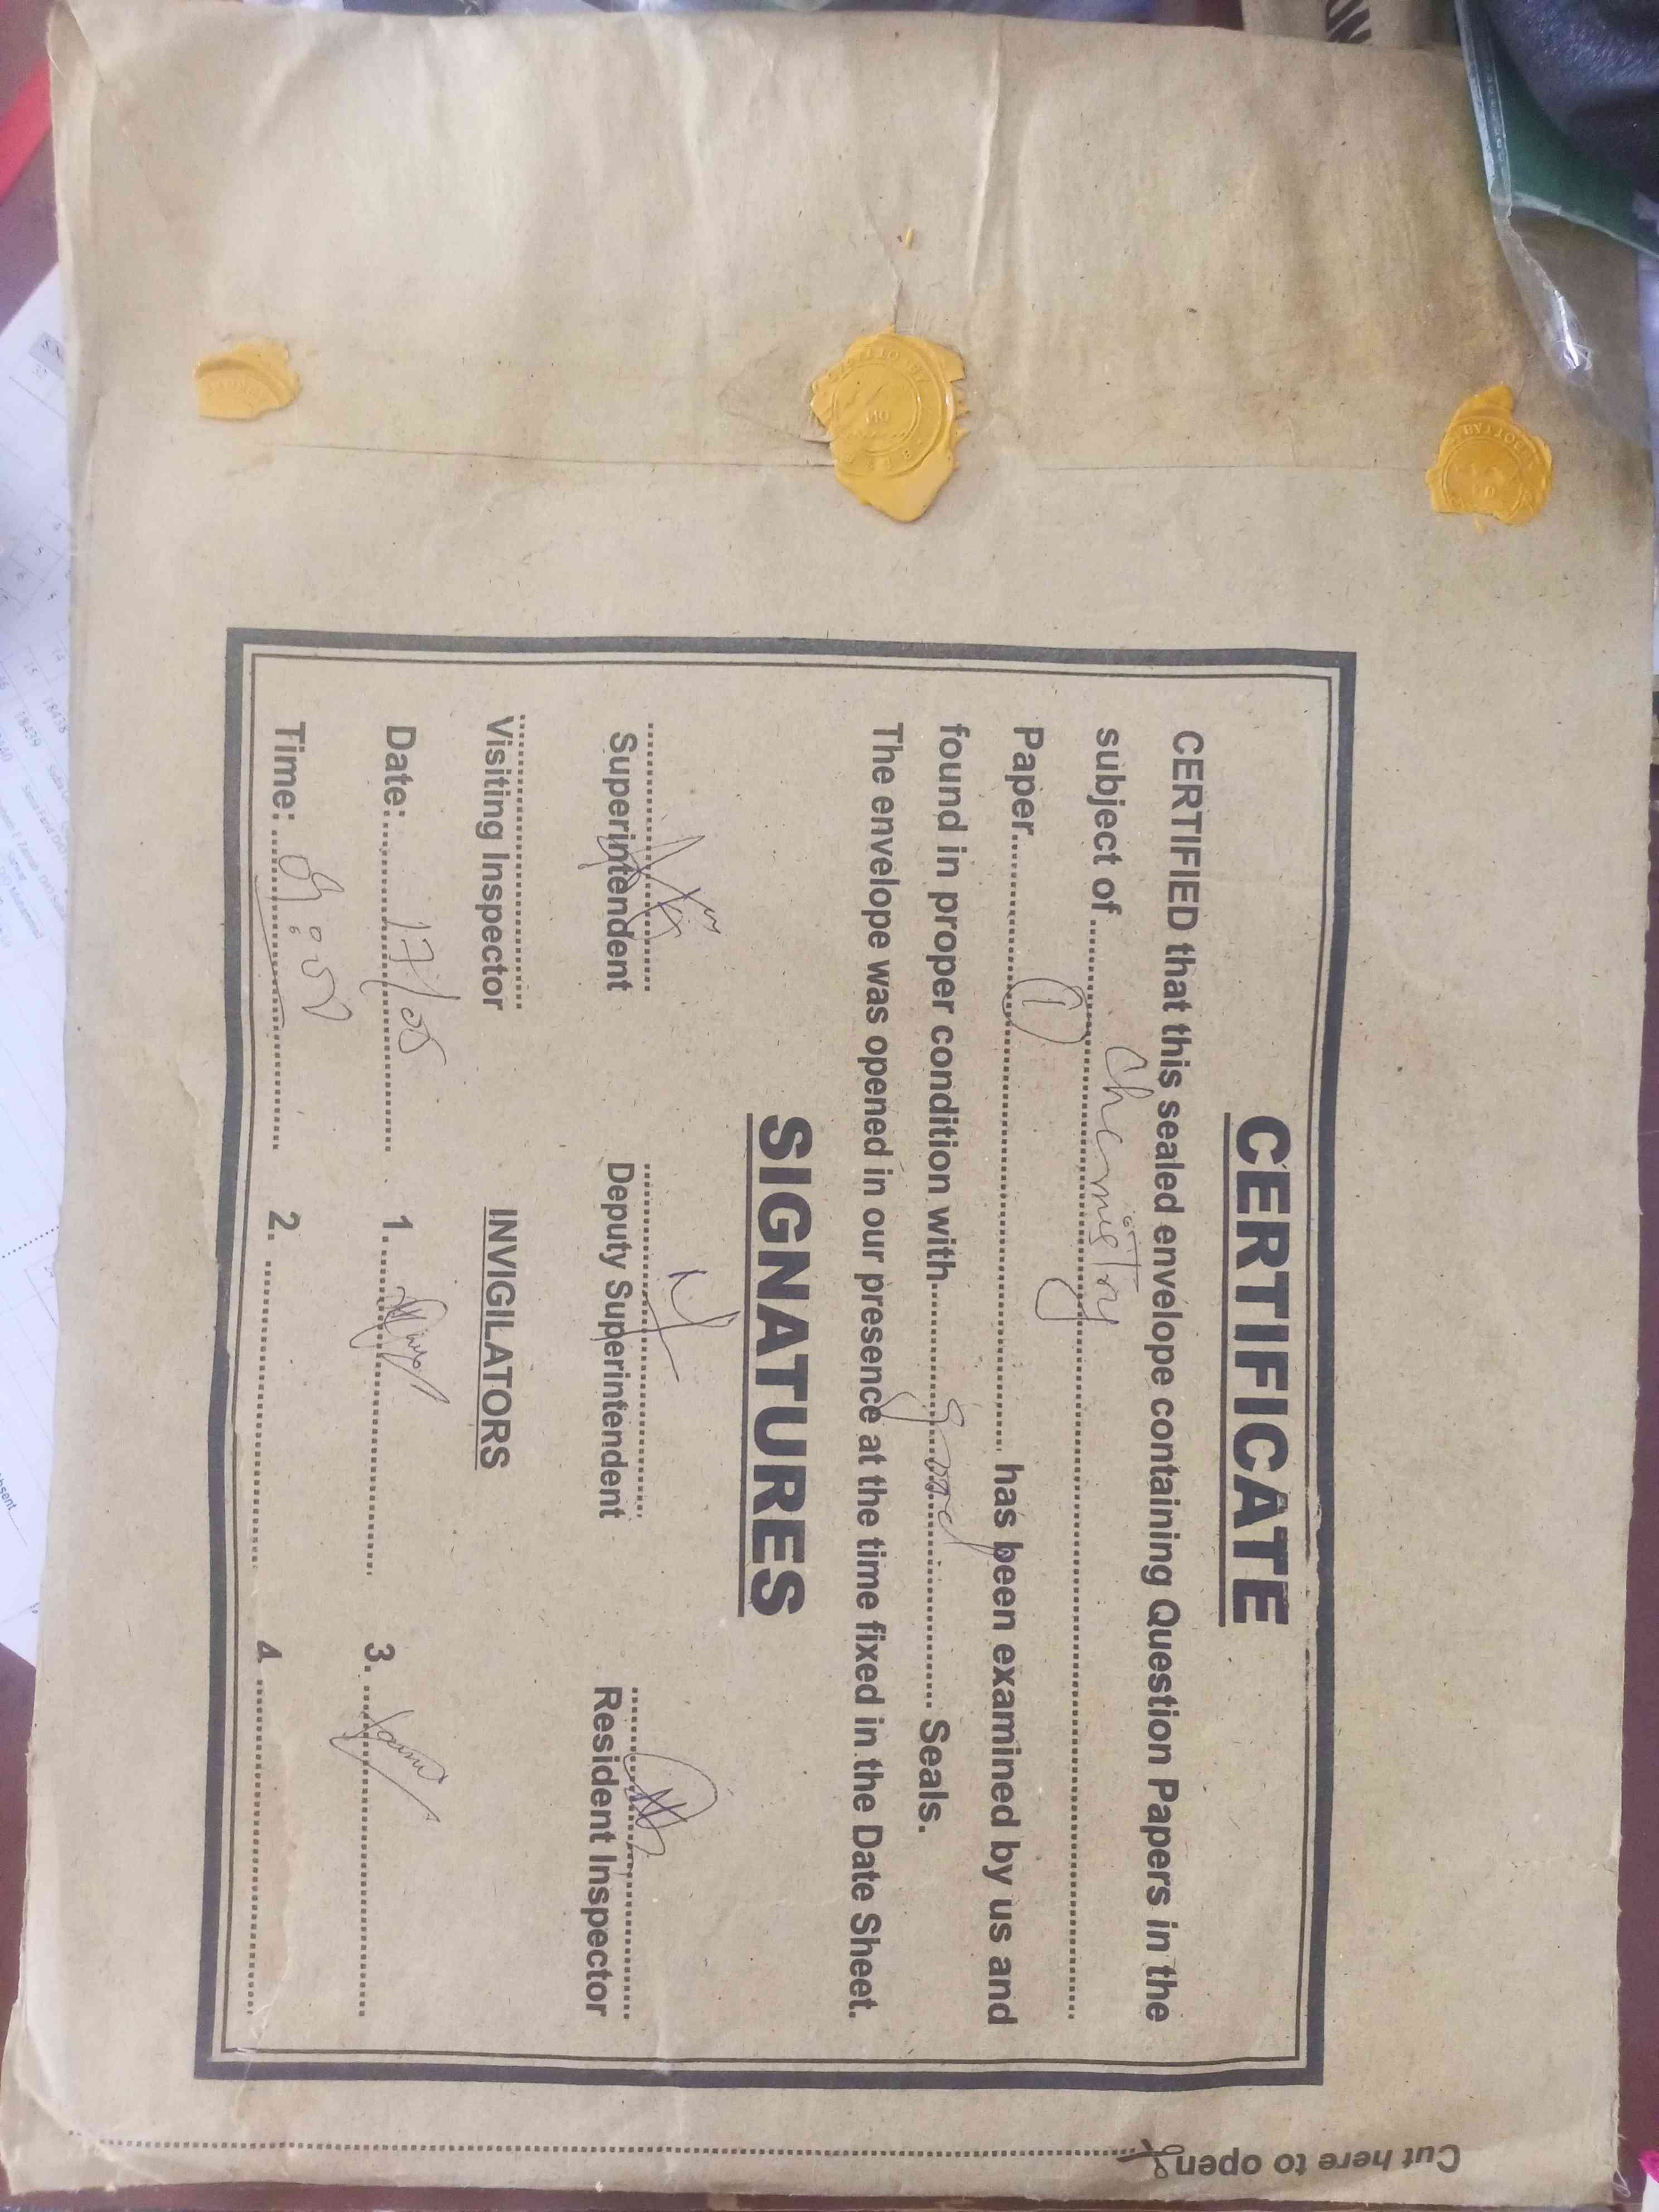 CERTIFICATE
CERTIFIED that this sealed envelope containing Question Papers in the
subject of Chemistry
Paper (1) has been examined by us and
found in proper condition with good Seals.
The envelope was opened in our presence at the time fixed in the Date Sheet.
SIGNATURES
Superintendent Deputy Superintendent Resident Inspector
Visiting Inspector INVIGILATORS
Date: 17/05 1. 3.
Time: 2. 4.
Cut here to open